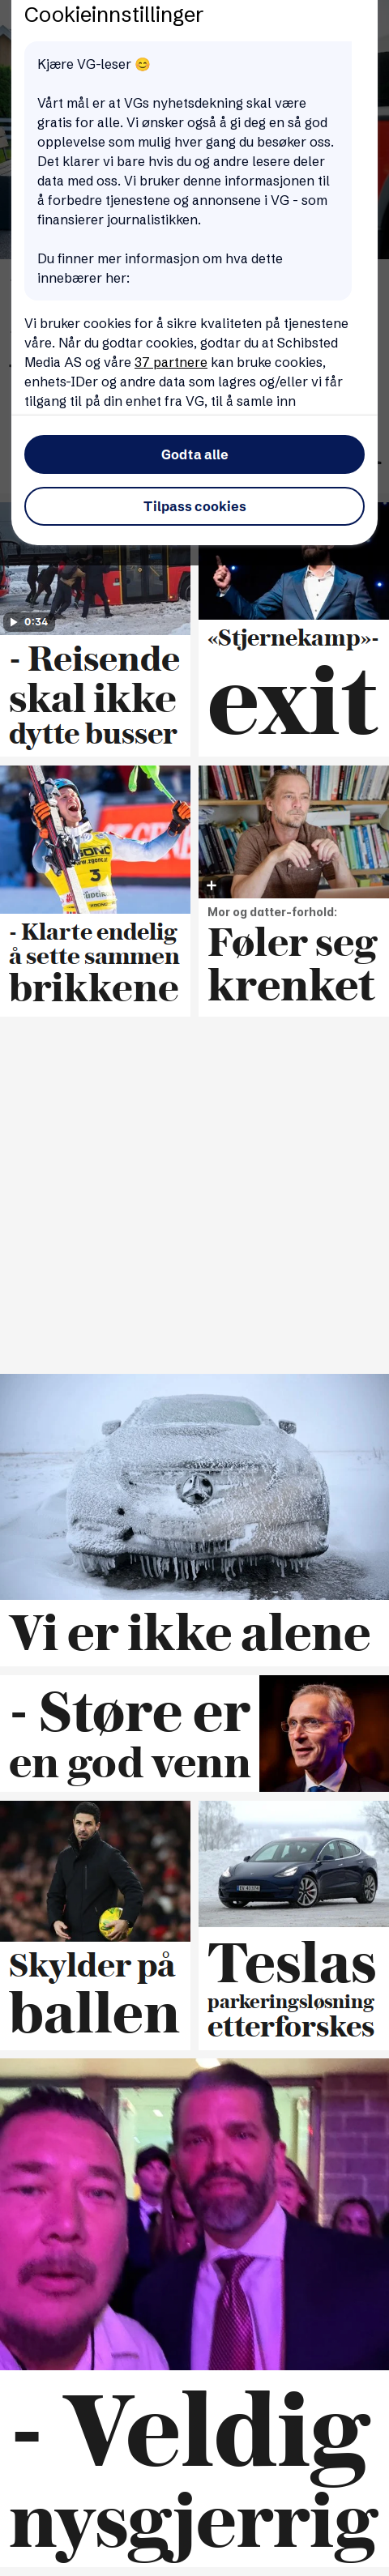 Cookieinnstillinger
Kjære VG-leser 😊
Vårt mål er at VGs nyhetsdekning skal være
gratis for alle. Vi ønsker også å gi deg en så god
opplevelse som mulig hver gang du besøker oss.
Det klarer vi bare hvis du og andre lesere deler
data med oss. Vi bruker denne informasjonen til
å forbedre tjenestene og annonsene i VG - som
finansierer journalistikken.
Du finner mer informasjon om hva dette
innebærer her:
Vi bruker cookies for å sikre kvaliteten på tjenestene
våre. Når du godtar cookies, godtar du at Schibsted
Media AS og våre 37 partnere kan bruke cookies,
enhets-IDer og andre data som lagres og/eller vi får
tilgang til på din enhet fra VG, til å samle inn
Godta alle
Tilpass cookies
0:34
- Reisende
skal ikke
dytte busser
«Stjernekamp»-
exit
- Klarte endelig
å sette sammen
brikkene
Mor og datter-forhold:
Føler seg
krenket
Vi er ikke alene
- Støre er
en god venn
Skylder på
ballen
Teslas
parkeringsløsning
etterforskes
- Veldig
nysgjerrig